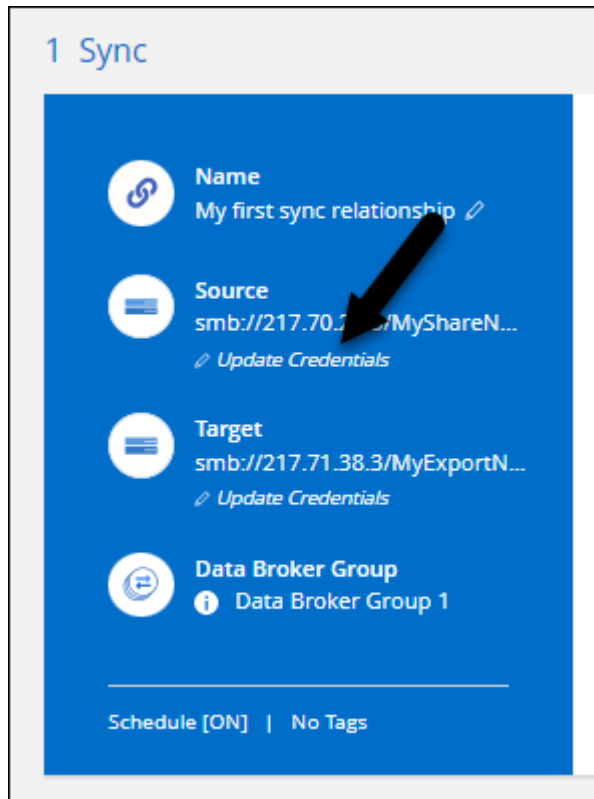 1 Sync
Name
My first sync relationship
Source
smb://217.70.2 3/MyShareN...
Update Credentials
Target
smb://217.71.38.3/MyExportN...
Update Credentials
Data Broker Group
Data Broker Group 1
Schedule [ON] | No Tags